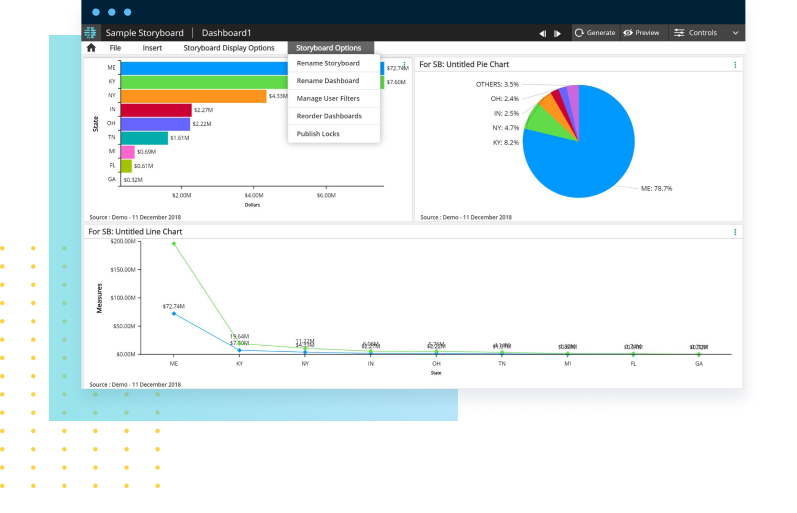 Sample Storyboard | Dashboard1
Generate
Preview
Controls
File
Insert
Storyboard Display Options
Storyboard Options
Rename Storyboard
Rename Dashboard
Manage User Filters
Reorder Dashboards
Publish Locks
State
ME
$72.74M
KY
$7.60M
NY
$4.33M
IN
$2.27M
OH
$2.22M
TN
$1.61M
MI
$0.69M
FL
$0.61M
GA
$0.32M
$2.00M
$4.00M
$6.00M
Dollars
Source : Demo - 11 December 2018
For SB: Untitled Pie Chart
OTHERS: 3.5%
OH: 2.4%
IN: 2.5%
NY: 4.7%
KY: 8.2%
ME: 78.7%
Source : Demo - 11 December 2018
For SB: Untitled Line Chart
Measures
$200.00M
$150.00M
$100.00M
$50.00M
$0.00M
$72.74M
19.64M
ME
KY
NY
IN
OH
TN
MI
FL
GA
State
Source : Demo - 11 December 2018